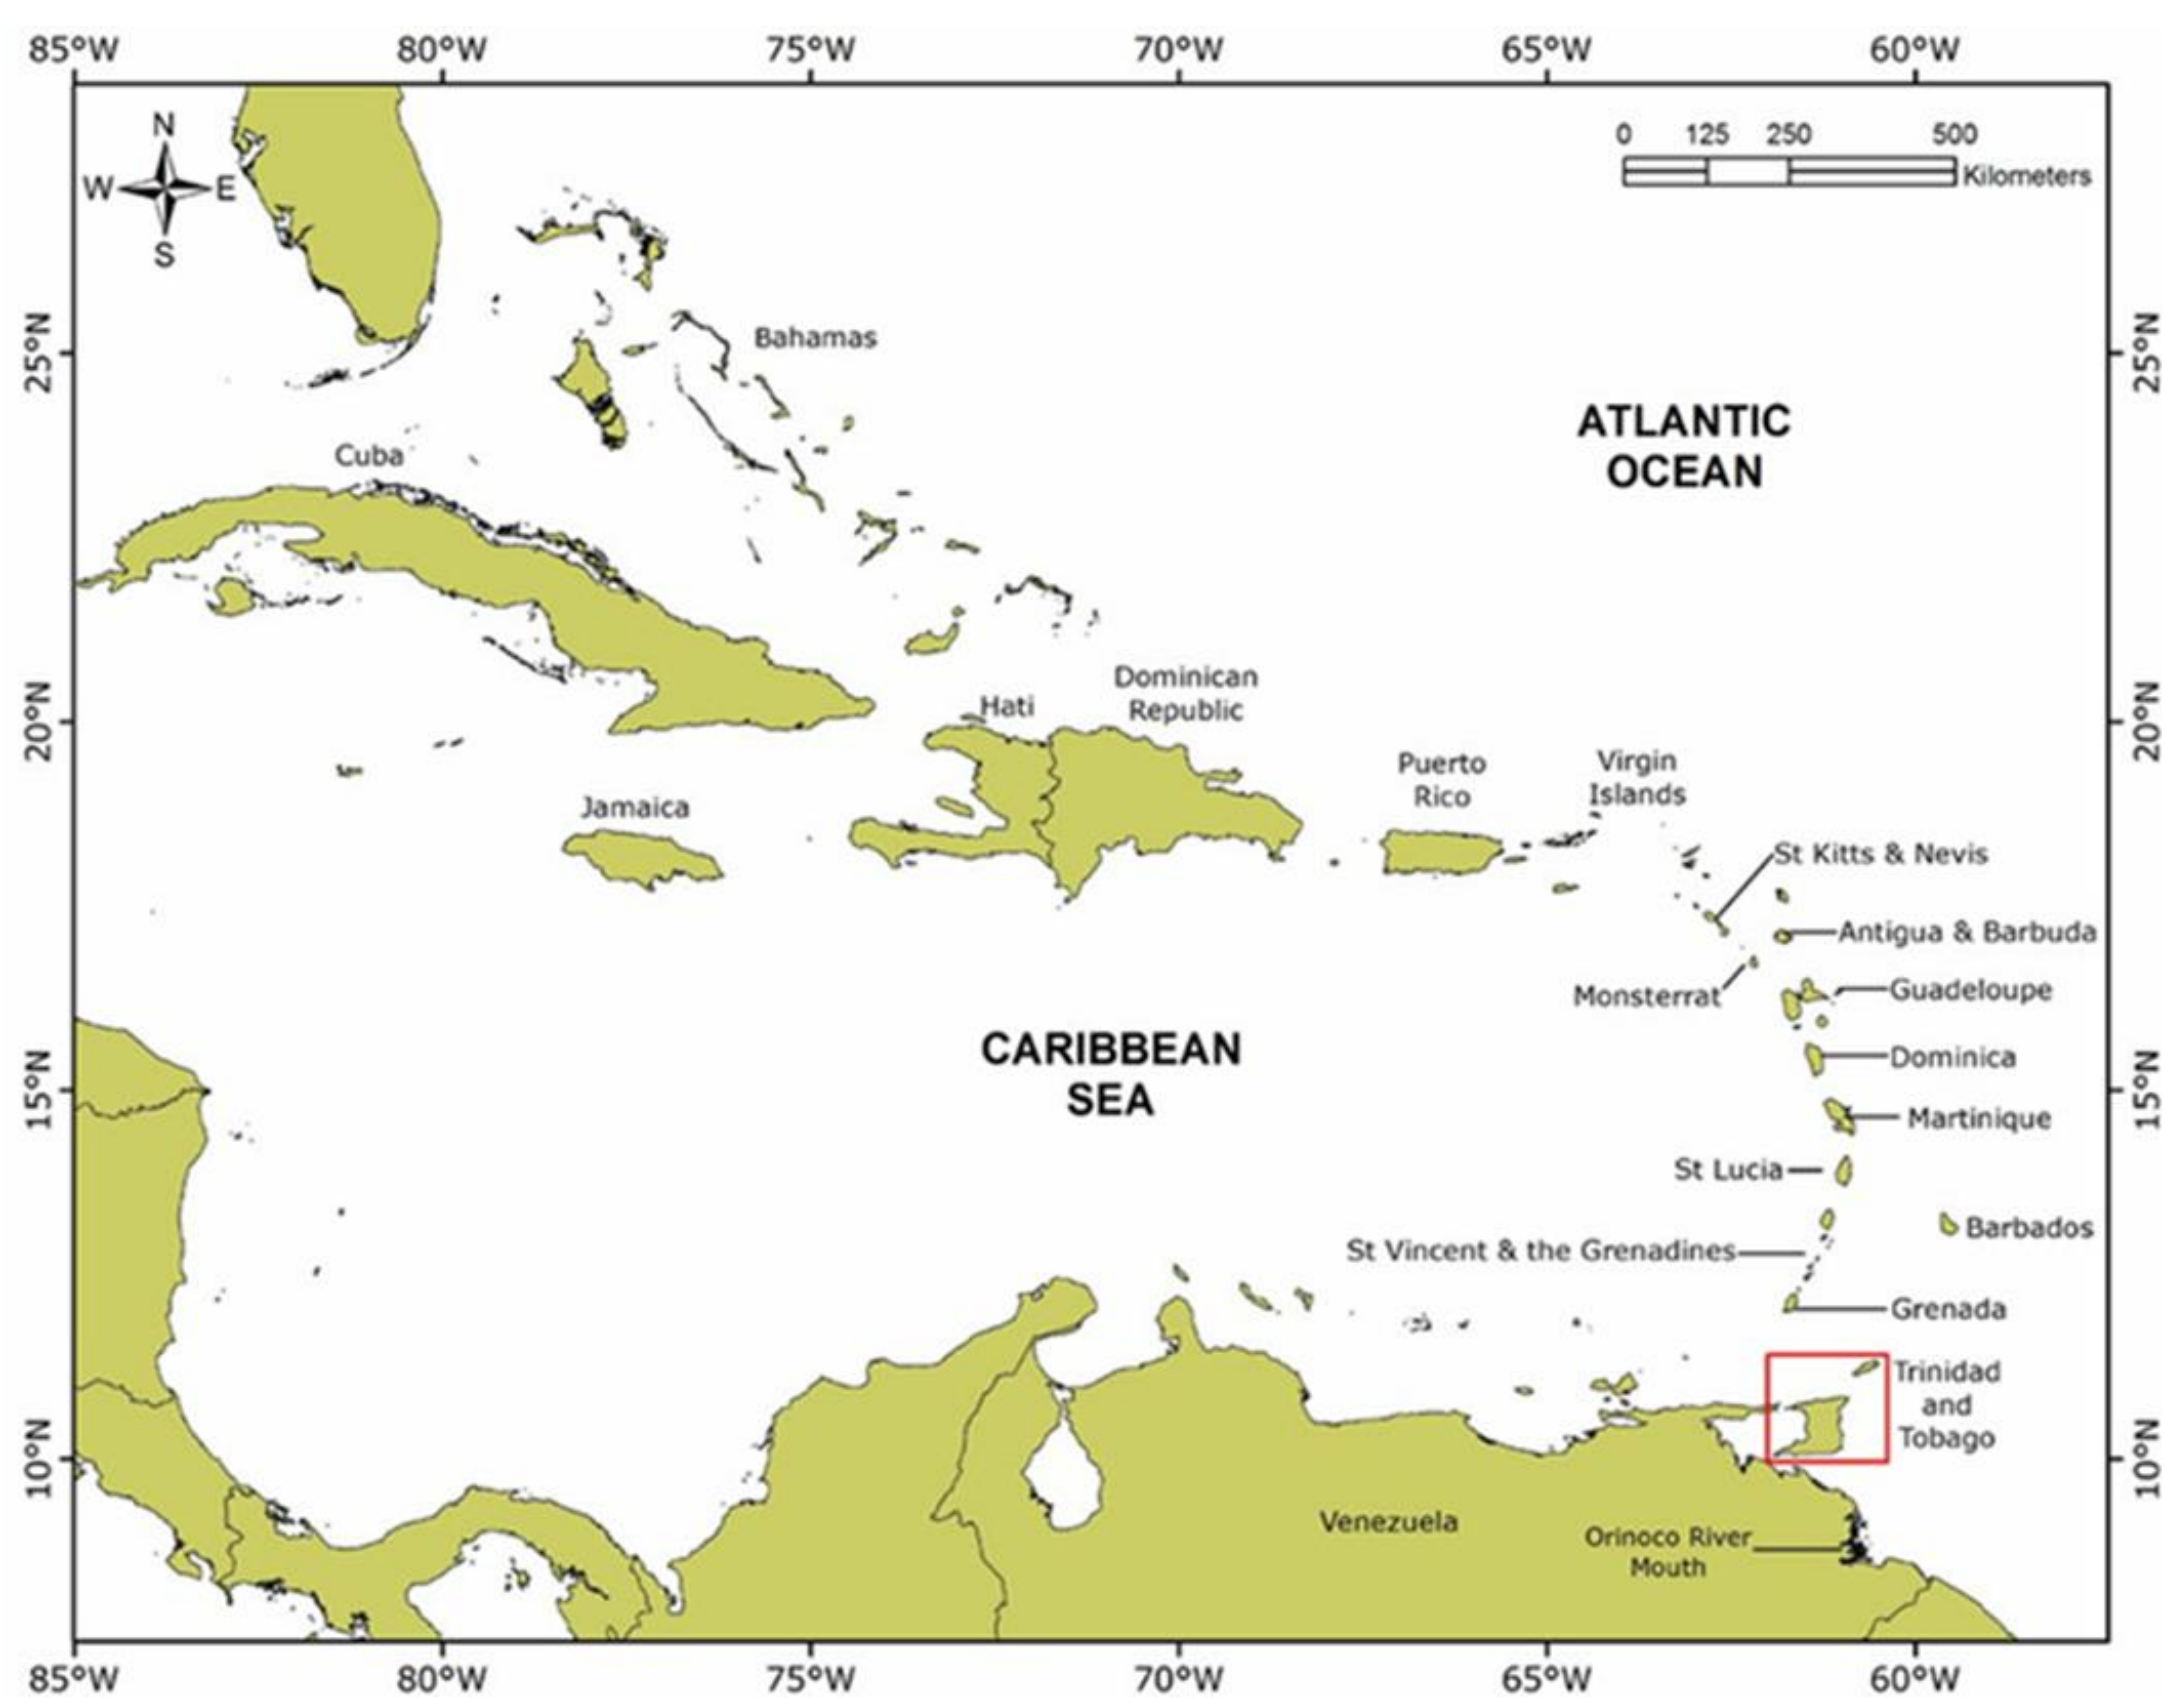 85°W 80°W 75°W 70°W 65°W 60°W
N
W E
S
0 125 250 500
Kilometers
25°N 25°N
Bahamas
ATLANTIC
OCEAN
Cuba
20°N 20°N
Hati
Dominican
Republic
Puerto
Rico
Virgin
Islands
Jamaica
St Kitts & Nevis
Antigua & Barbuda
Monsterrat
Guadeloupe
CARIBBEAN
SEA
Dominica
15°N 15°N
Martinique
St Lucia
Barbados
St Vincent & the Grenadines
Grenada
Trinidad
and
Tobago
10°N 10°N
Venezuela
Orinoco River
Mouth
85°W 80°W 75°W 70°W 65°W 60°W